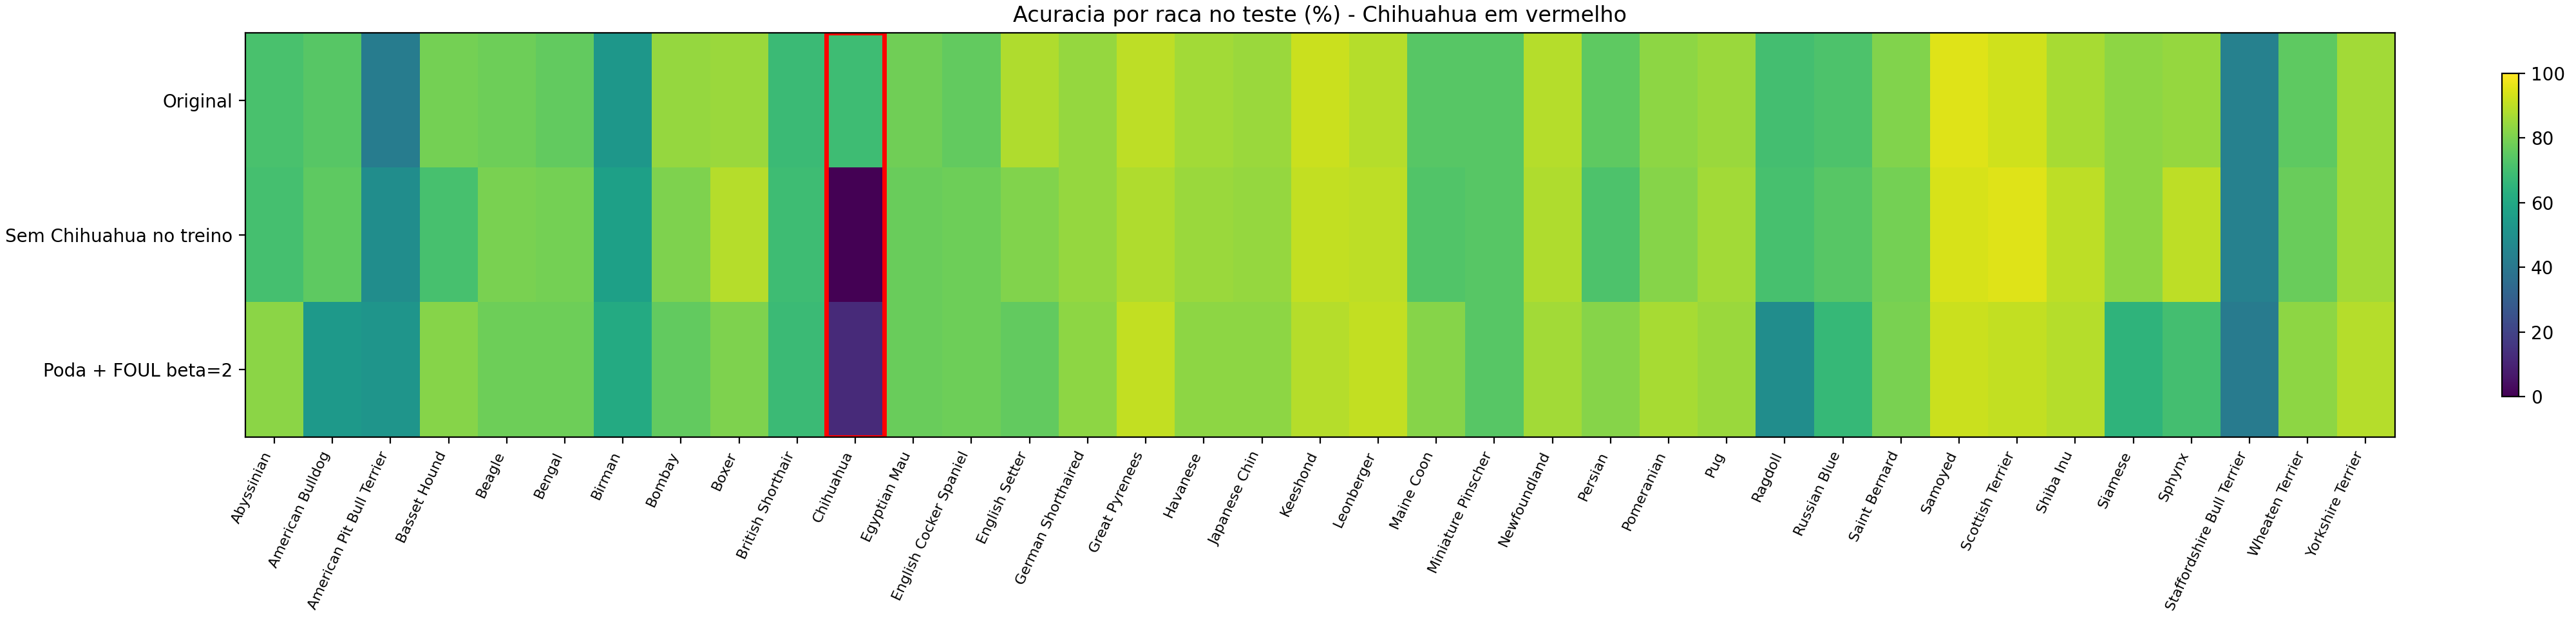 Acuracia por raca no teste (%) - Chihuahua em vermelho
Original
Sem Chihuahua no treino
Poda + FOUL beta=2
100
80
60
40
20
0
Abyssinian
American Bulldog
American Pit Bull Terrier
Basset Hound
Beagle
Bengal
Birman
Bombay
Boxer
British Shorthair
Chihuahua
Egyptian Mau
English Cocker Spaniel
English Setter
German Shorthaired
Great Pyrenees
Havanese
Japanese Chin
Keeshond
Leonberger
Maine Coon
Miniature Pinscher
Newfoundland
Persian
Pomeranian
Pug
Ragdoll
Russian Blue
Saint Bernard
Samoyed
Scottish Terrier
Shiba Inu
Siamese
Sphynx
Staffordshire Bull Terrier
Wheaten Terrier
Yorkshire Terrier